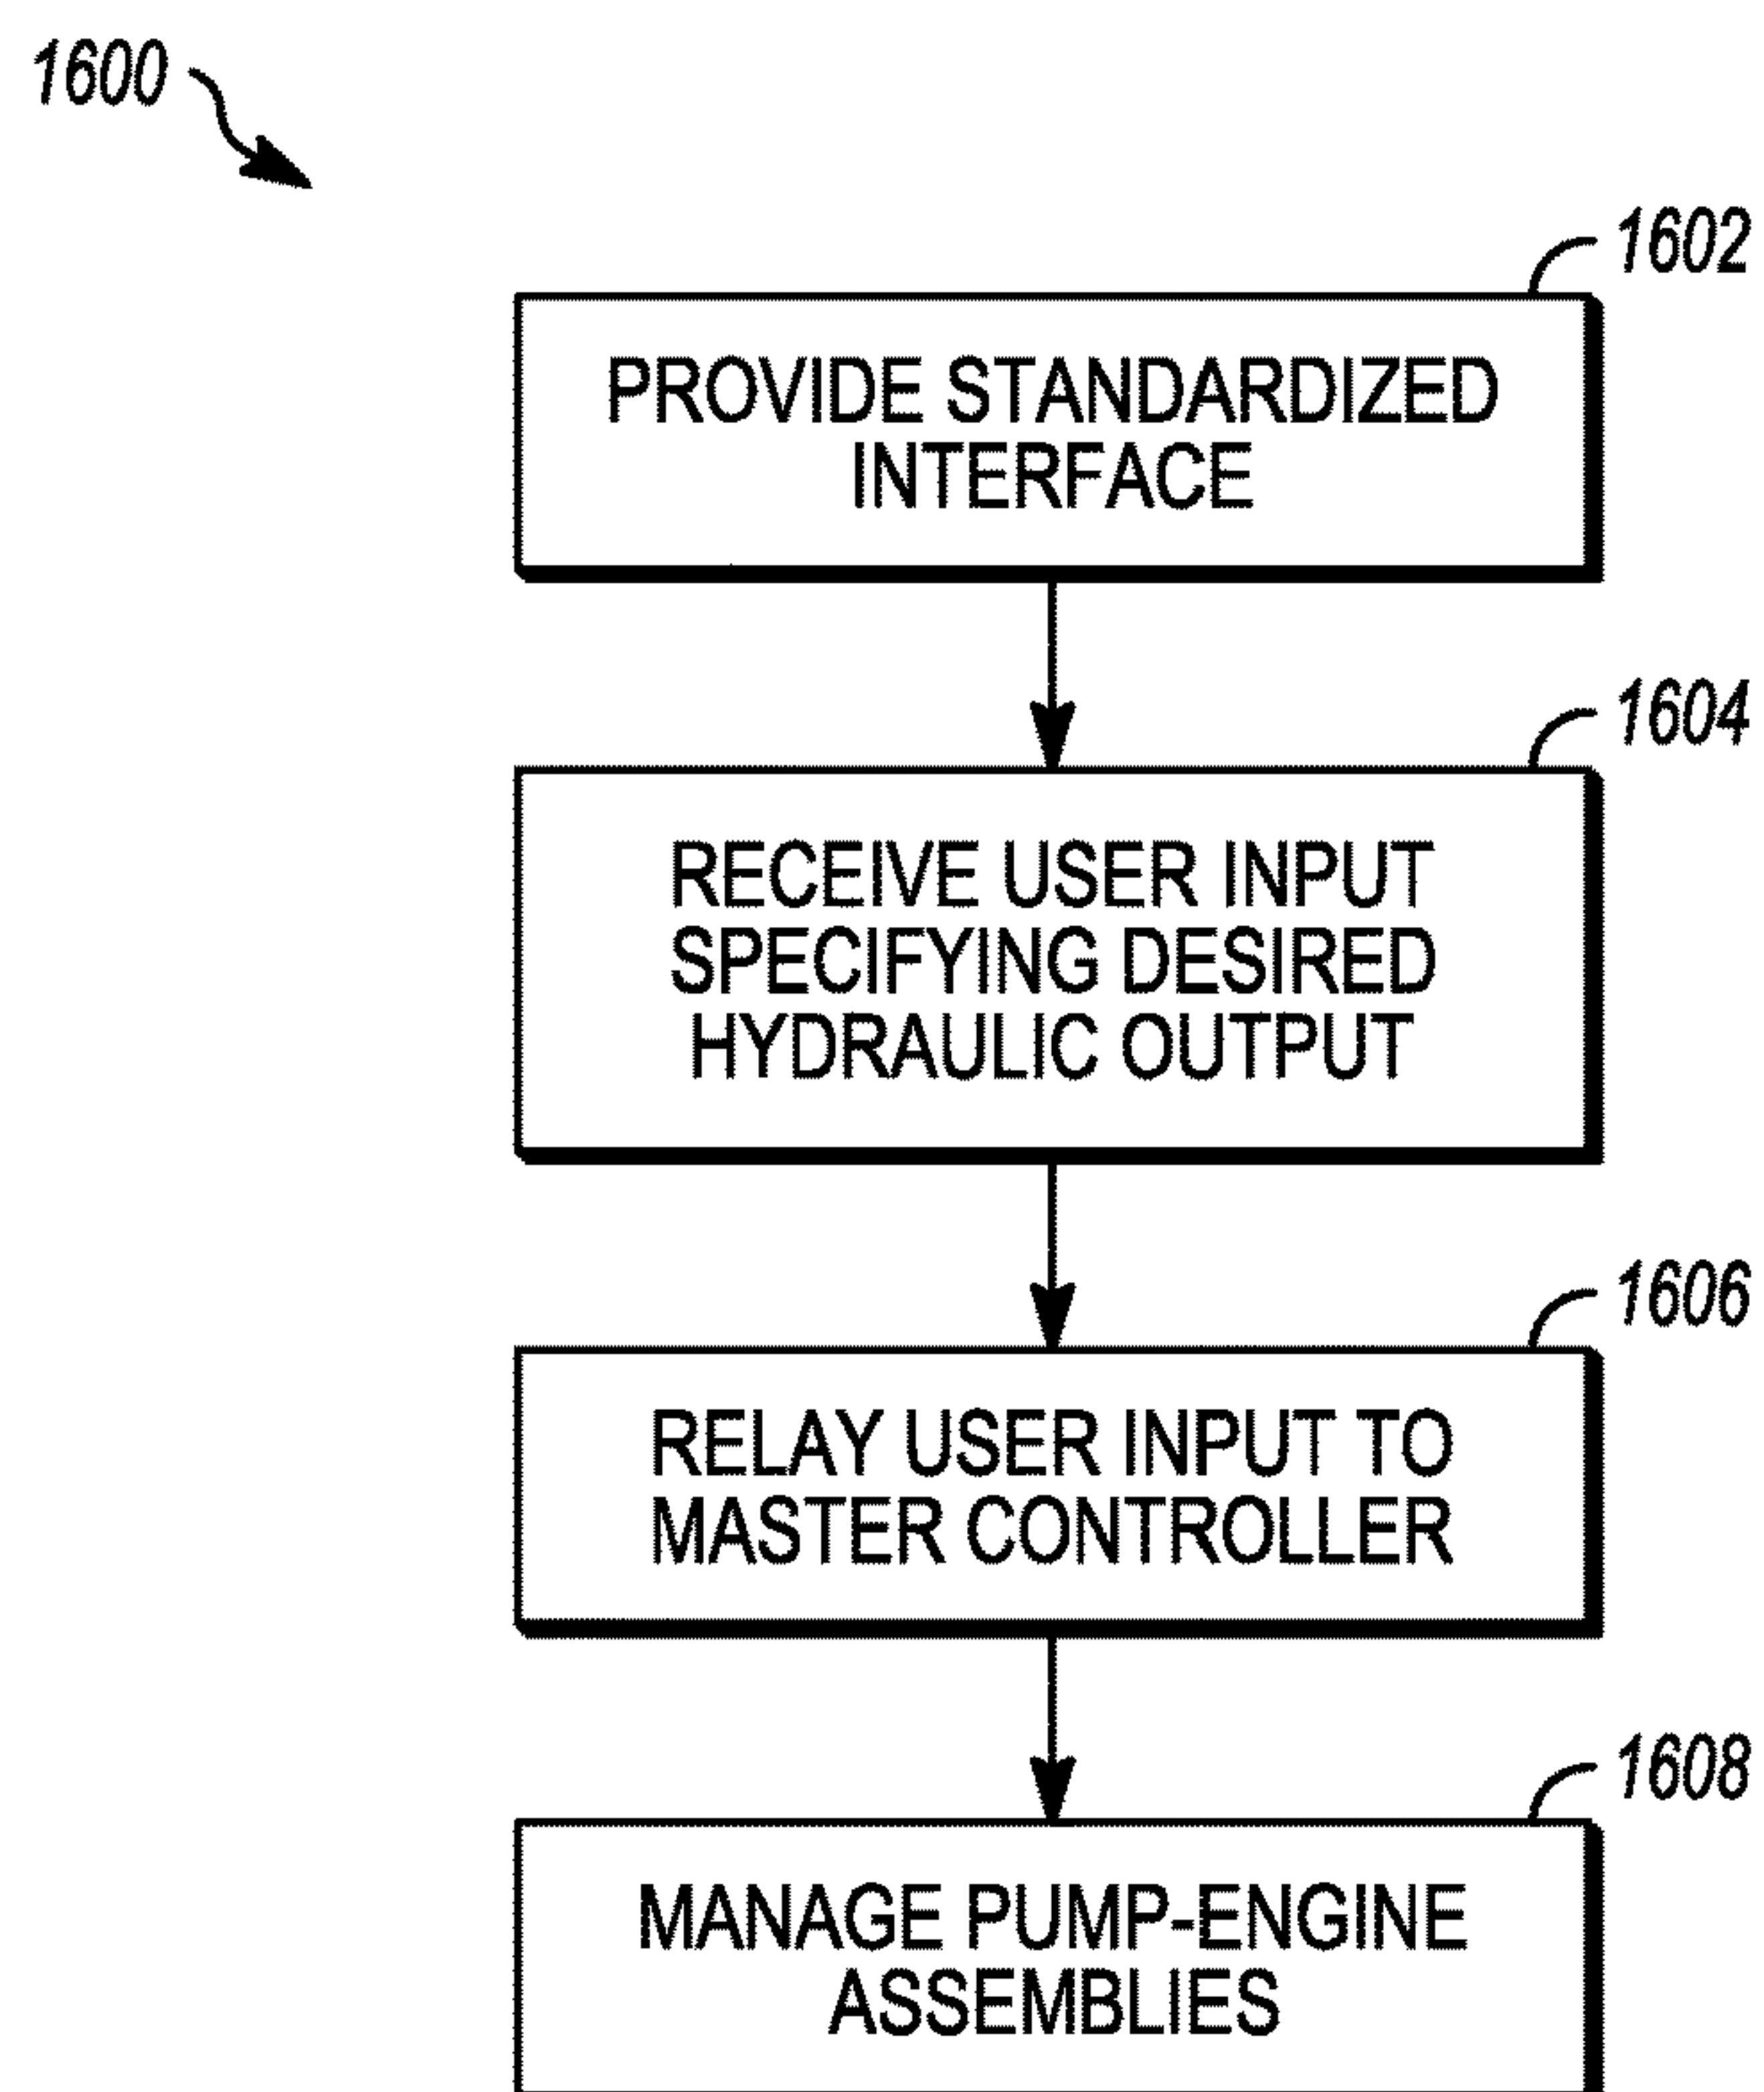 1600
1602
PROVIDE STANDARDIZED
INTERFACE
1604
RECEIVE USER INPUT
SPECIFYING DESIRED
HYDRAULIC OUTPUT
1606
RELAY USER INPUT TO
MASTER CONTROLLER
1608
MANAGE PUMP-ENGINE
ASSEMBLIES